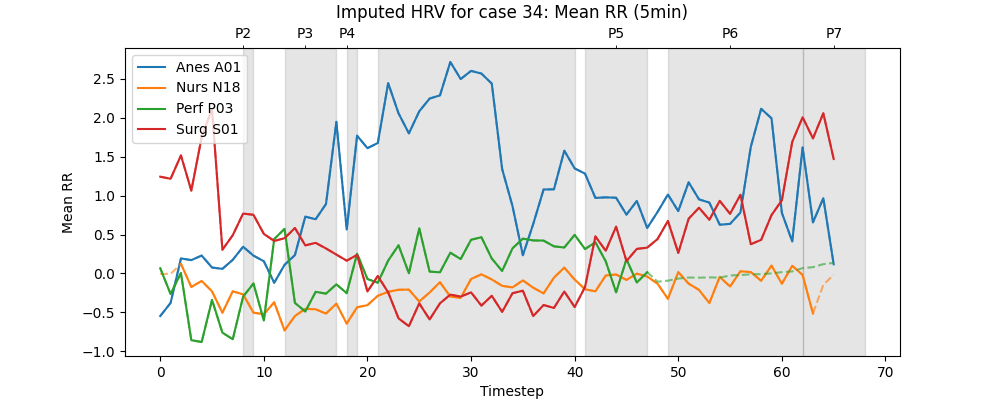 Imputed HRV for case 34: Mean RR (5min)
P2 P3 P4 P5 P6 P7
Anes A01
Nurs N18
Perf P03
Surg S01
Mean RR
2.5
2.0
1.5
1.0
0.5
0.0
−0.5
−1.0
0 10 20 30 40 50 60 70
Timestep